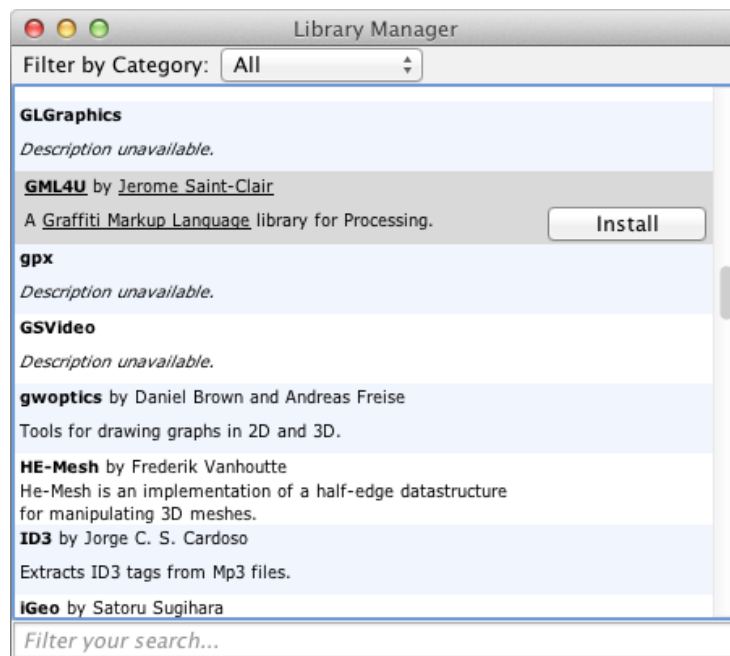 Library Manager
Filter by Category: All
GLGraphics
Description unavailable.
GML4U by Jerome Saint-Clair
A Graffiti Markup Language library for Processing.
Install
gpx
Description unavailable.
GSVideo
Description unavailable.
gwoptics by Daniel Brown and Andreas Freise
Tools for drawing graphs in 2D and 3D.
HE-Mesh by Frederik Vanhoutte
He-Mesh is an implementation of a half-edge datastructure
for manipulating 3D meshes.
ID3 by Jorge C. S. Cardoso
Extracts ID3 tags from Mp3 files.
iGeo by Satoru Sugihara
Filter your search...